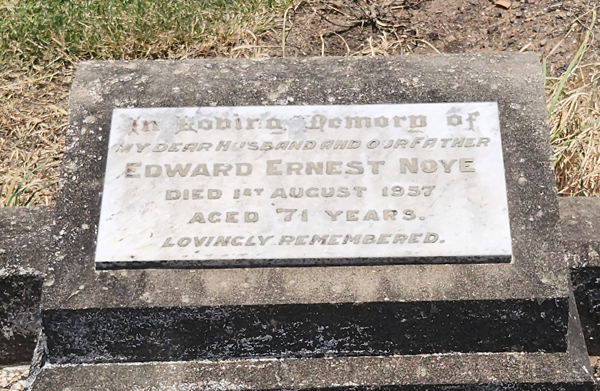 In Loving Memory of
MY DEAR HUSBAND AND OUR FATHER
EDWARD ERNEST NOYE
DIED 1ST AUGUST 1957
AGED 71 YEARS.
LOVINGLY REMEMBERED.